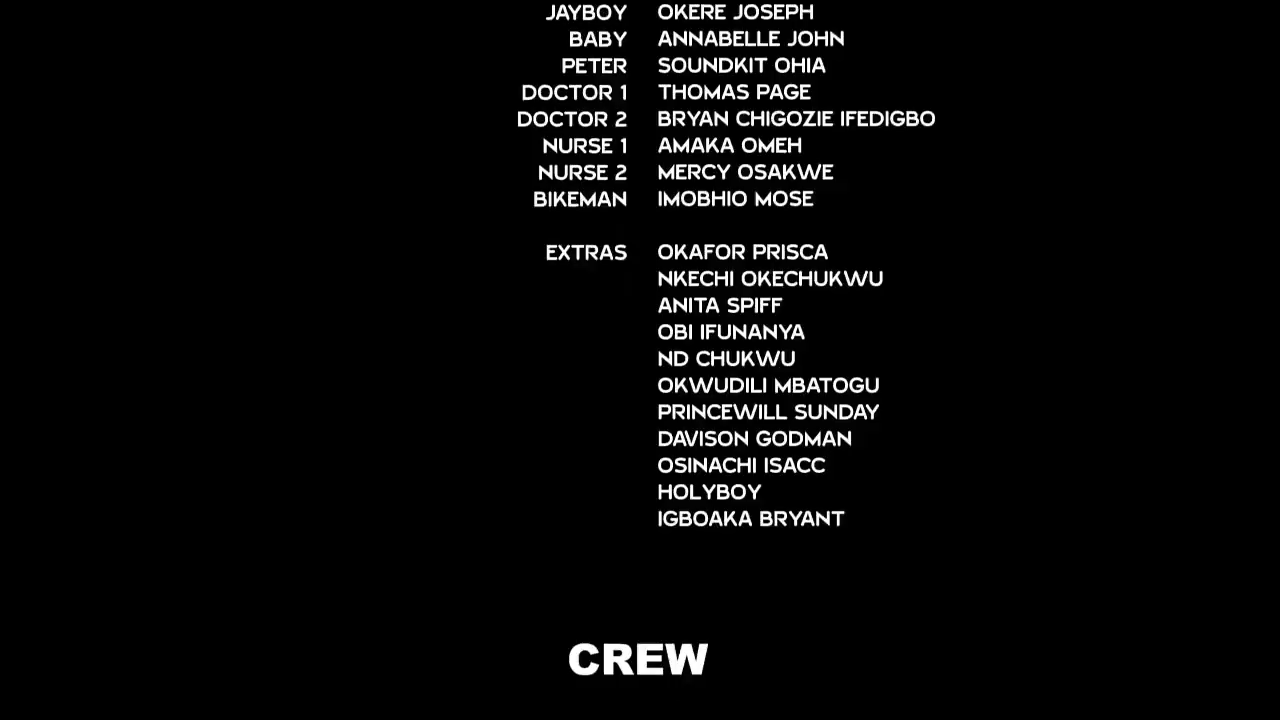 JAYBOY OKERE JOSEPH
BABY ANNABELLE JOHN
PETER SOUNDKIT OHIA
DOCTOR 1 THOMAS PAGE
DOCTOR 2 BRYAN CHIGOZIE IFEDIGBO
NURSE 1 AMAKA OMEH
NURSE 2 MERCY OSAKWE
BIKEMAN IMOBHIO MOSE
EXTRAS OKAFOR PRISCA
NKECHI OKECHUKWU
ANITA SPIFF
OBI IFUNANYA
ND CHUKWU
OKWUDILI MBATOGU
PRINCEWILL SUNDAY
DAVISON GODMAN
OSINACHI ISACC
HOLYBOY
IGBOAKA BRYANT
CREW